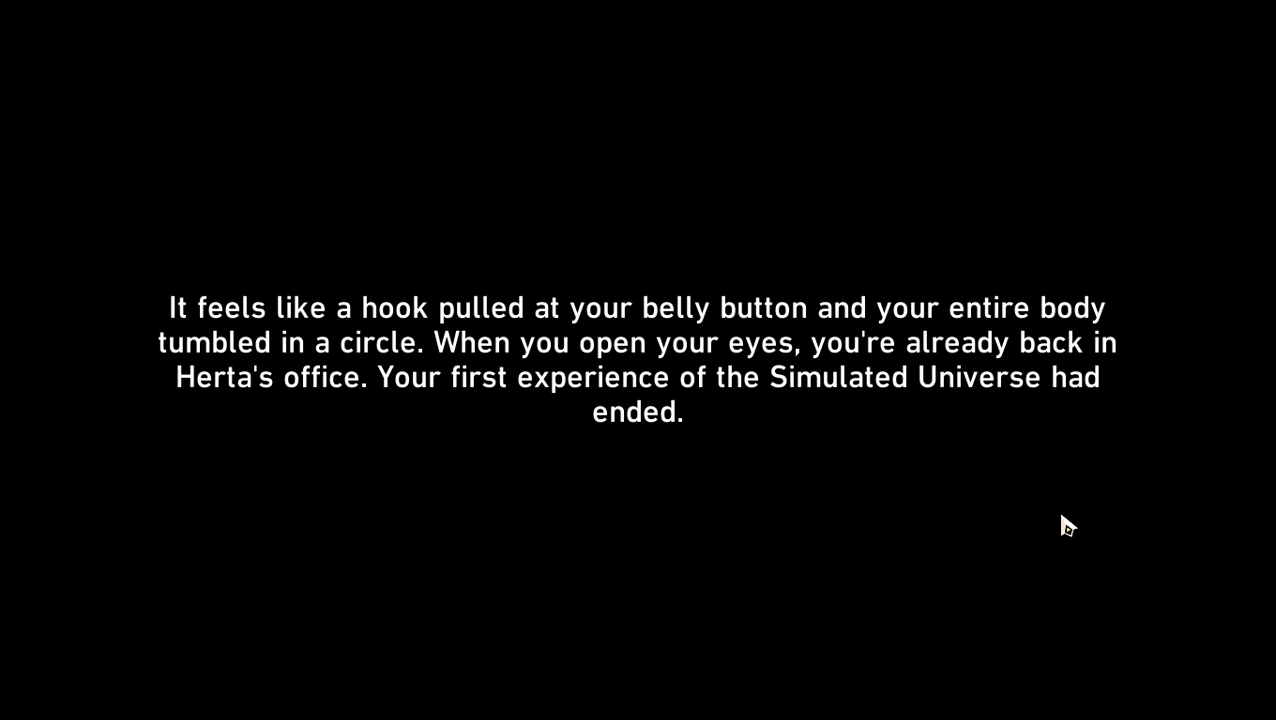 It feels like a hook pulled at your belly button and your entire body
tumbled in a circle. When you open your eyes, you're already back in
Herta's office. Your first experience of the Simulated Universe had
ended.